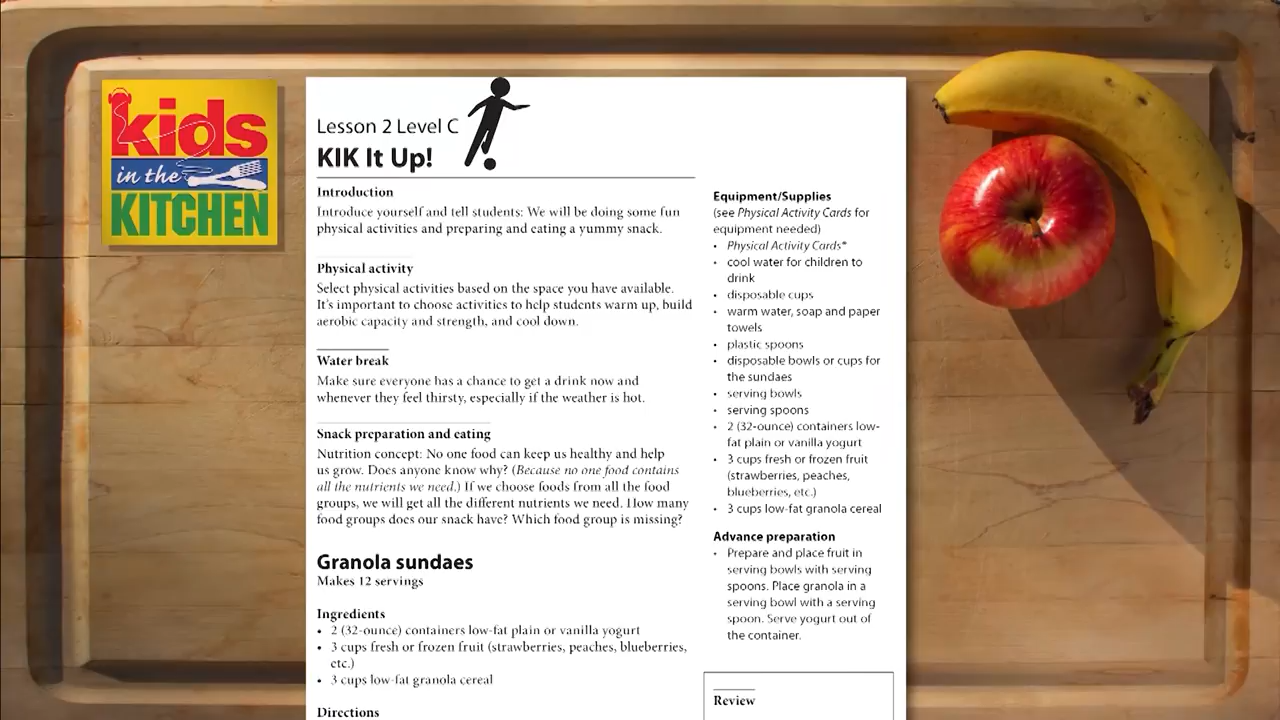 kids
in the
KITCHEN
Lesson 2 Level C
KIK It Up!
Introduction
Introduce yourself and tell students: We will be doing some fun
physical activities and preparing and eating a yummy snack.
Physical activity
Select physical activities based on the space you have available.
It's important to choose activities to help students warm up, build
aerobic capacity and strength, and cool down.
Water break
Make sure everyone has a chance to get a drink now and
whenever they feel thirsty, especially if the weather is hot.
Snack preparation and eating
Nutrition concept: No one food can keep us healthy and help
us grow. Does anyone know why? (Because no one food contains
all the nutrients we need.) If we choose foods from all the food
groups, we will get all the different nutrients we need. How many
food groups does our snack have? Which food group is missing?
Granola sundaes
Makes 12 servings
Ingredients
• 2 (32-ounce) containers low-fat plain or vanilla yogurt
• 3 cups fresh or frozen fruit (strawberries, peaches, blueberries,
etc.)
• 3 cups low-fat granola cereal
Directions
Equipment/Supplies
(see Physical Activity Cards for
equipment needed)
• Physical Activity Cards*
• cool water for children to
drink
• disposable cups
• warm water, soap and paper
towels
• plastic spoons
• disposable bowls or cups for
the sundaes
• serving bowls
• serving spoons
• 2 (32-ounce) containers low-
fat plain or vanilla yogurt
• 3 cups fresh or frozen fruit
(strawberries, peaches,
blueberries, etc.)
• 3 cups low-fat granola cereal
Advance preparation
• Prepare and place fruit in
serving bowls with serving
spoons. Place granola in a
serving bowl with a serving
spoon. Serve yogurt out of
the container.
Review